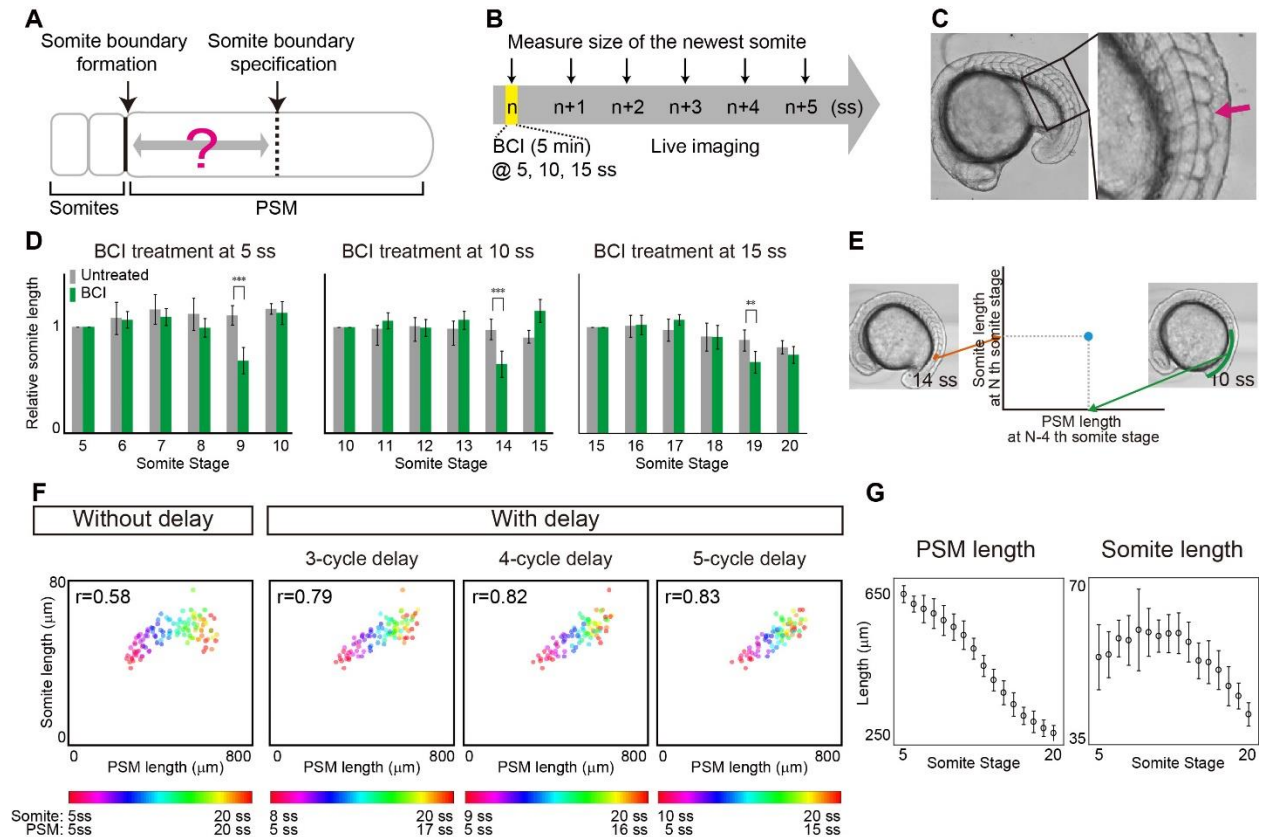 A
Somite boundary
formation
Somite boundary
specification
?
Somites
PSM
B
Measure size of the newest somite
n
n+1
n+2
n+3
n+4
n+5
(ss)
BCI (5 min)
@ 5, 10, 15 ss
Live imaging
C
D
BCI treatment at 5 ss
BCI treatment at 10 ss
BCI treatment at 15 ss
Untreated
BCI
***
***
**
Relative somite length
1
0
5 6 7 8 9 10
10 11 12 13 14 15
15 16 17 18 19 20
Somite Stage
Somite Stage
Somite Stage
E
14 ss
Somite length
at N th somite stage
10 ss
PSM length
at N-4 th somite stage
F
Without delay
With delay
3-cycle delay
4-cycle delay
5-cycle delay
80
Somite length (μm)
0
r=0.58
r=0.79
r=0.82
r=0.83
0 800
0 800
0 800
0 800
PSM length (μm)
PSM length (μm)
PSM length (μm)
PSM length (μm)
Somite: 5ss 20 ss
PSM: 5ss 20 ss
8 ss 20 ss
5 ss 17 ss
9 ss 20 ss
5 ss 16 ss
10 ss 20 ss
5 ss 15 ss
G
PSM length
Somite length
650
Length (μm)
250
5 20
Somite Stage
70
35
5 20
Somite Stage